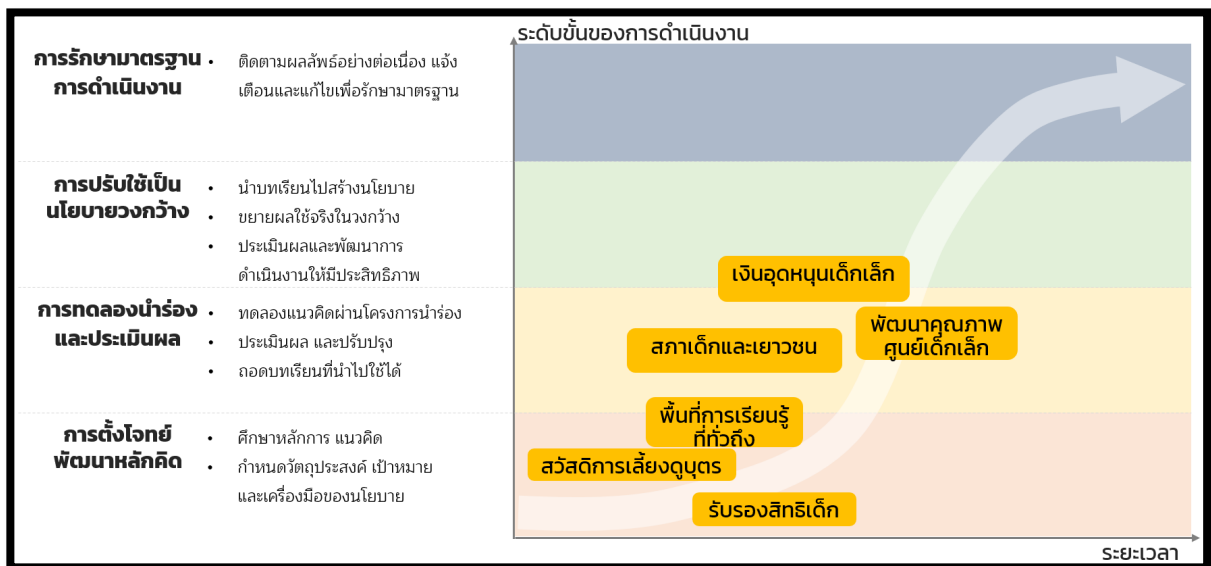 ระดับขั้นของการดำเนินงาน
การรักษามาตรฐาน
การดำเนินงาน
• ติดตามผลลัพธ์อย่างต่อเนื่อง แจ้ง
เตือนและแก้ไขเพื่อรักษามาตรฐาน
การปรับใช้เป็น
นโยบายวงกว้าง
• นำบทเรียนไปสร้างนโยบาย
• ขยายผลใช้จริงในวงกว้าง
• ประเมินผลและพัฒนาการ
ดำเนินงานให้มีประสิทธิภาพ
การทดลองนำร่อง
และประเมินผล
• ทดลองแนวคิดผ่านโครงการนำร่อง
• ประเมินผล และปรับปรุง
• ถอดบทเรียนที่นำไปใช้ได้
การตั้งโจทย์
พัฒนาหลักคิด
• ศึกษาหลักการ แนวคิด
• กำหนดวัตถุประสงค์ เป้าหมาย
และเครื่องมือของนโยบาย
เงินอุดหนุนเด็กเล็ก
พัฒนาคุณภาพ
ศูนย์เด็กเล็ก
สภาเด็กและเยาวชน
พื้นที่การเรียนรู้
ที่ทั่วถึง
สวัสดิการเลี้ยงดูบุตร
รับรองสิทธิเด็ก
ระยะเวลา